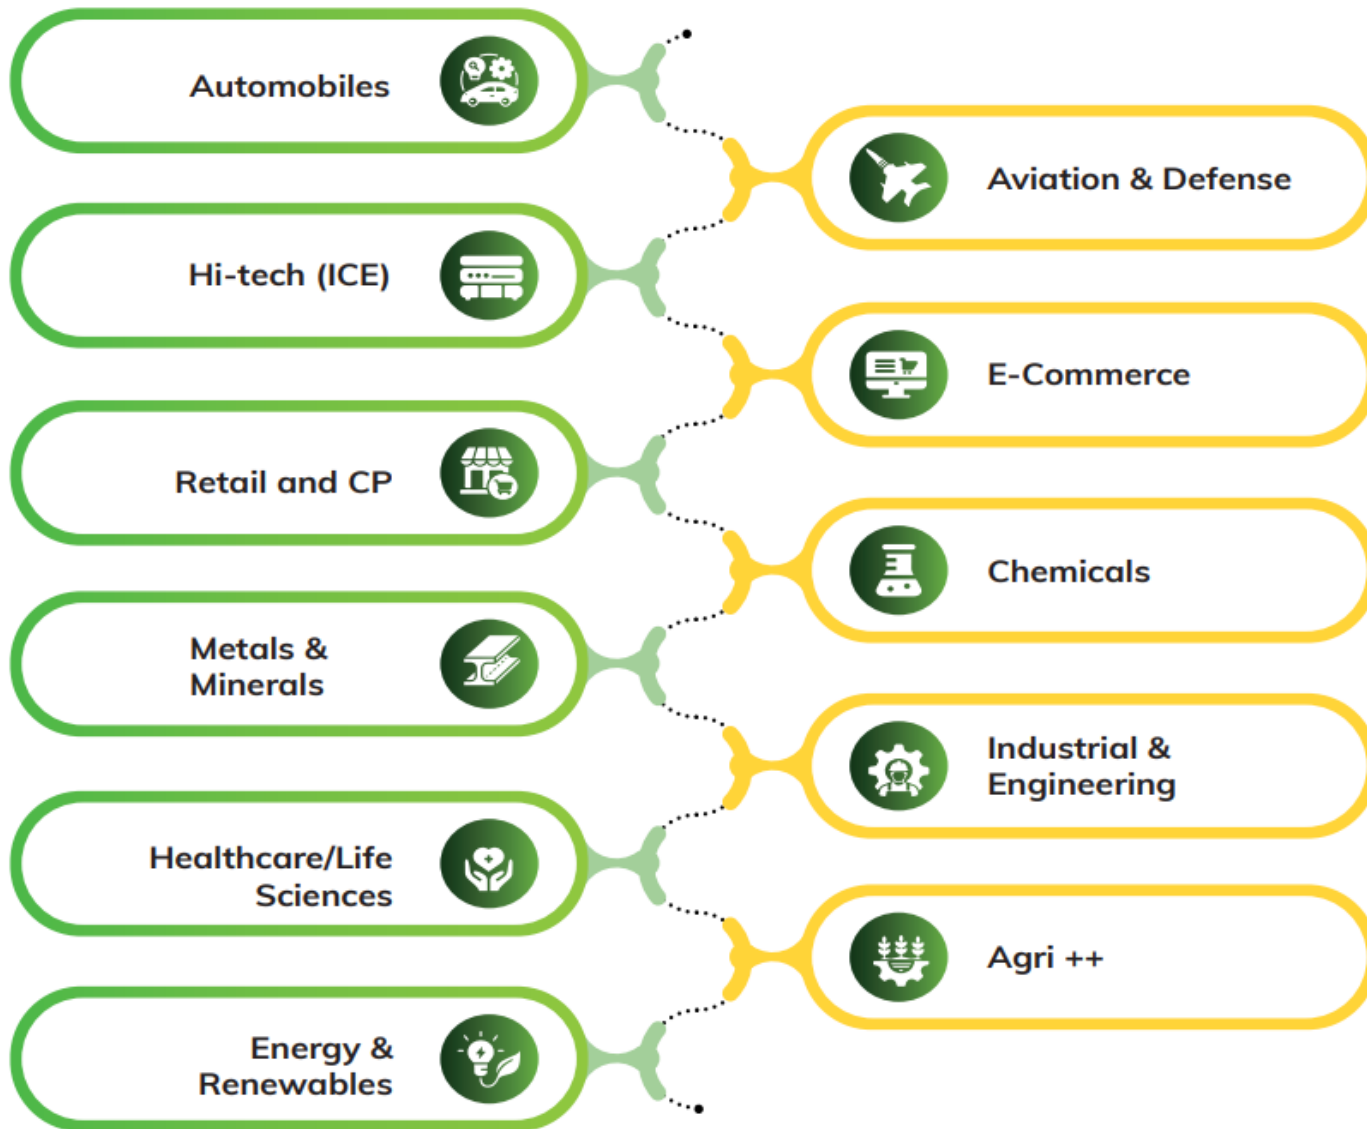 Automobiles
Aviation & Defense
Hi-tech (ICE)
E-Commerce
Retail and CP
Chemicals
Metals &
Minerals
Industrial &
Engineering
Healthcare/Life
Sciences
Agri ++
Energy &
Renewables